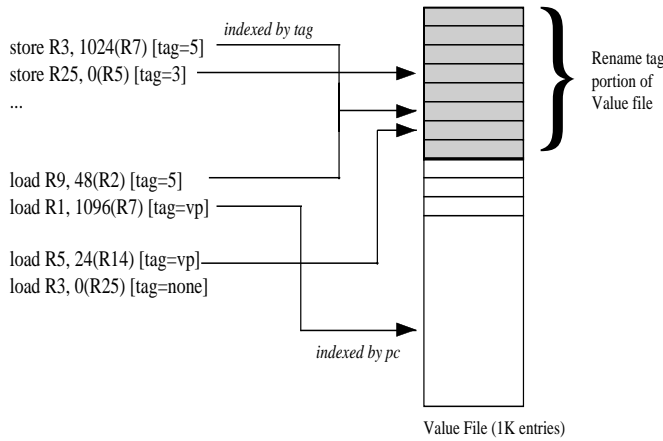 store R3, 1024(R7) [tag=5]
indexed by tag
store R25, 0(R5) [tag=3]
...
load R9, 48(R2) [tag=5]
load R1, 1096(R7) [tag=vp]
load R5, 24(R14) [tag=vp]
load R3, 0(R25) [tag=none]
indexed by pc
Rename tag
portion of
Value file
Value File (1K entries)